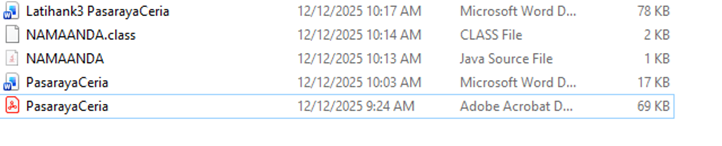 Latihank3 PasarayaCeria 12/12/2025 10:17 AM Microsoft Word D... 78 KB
NAMAANDA.class 12/12/2025 10:14 AM CLASS File 2 KB
NAMAANDA 12/12/2025 10:13 AM Java Source File 1 KB
PasarayaCeria 12/12/2025 10:03 AM Microsoft Word D... 17 KB
PasarayaCeria 12/12/2025 9:24 AM Adobe Acrobat D... 69 KB